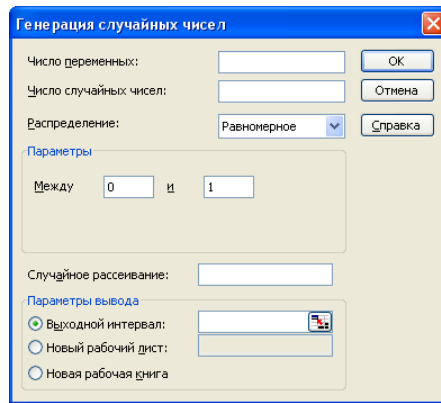 Генерация случайных чисел
Число переменных:
OK
Число случайных чисел:
Отмена
Распределение:
Равномерное
Справка
Параметры
Между 0 и 1
Случайное рассеивание:
Параметры вывода
Выходной интервал:
Новый рабочий лист:
Новая рабочая книга